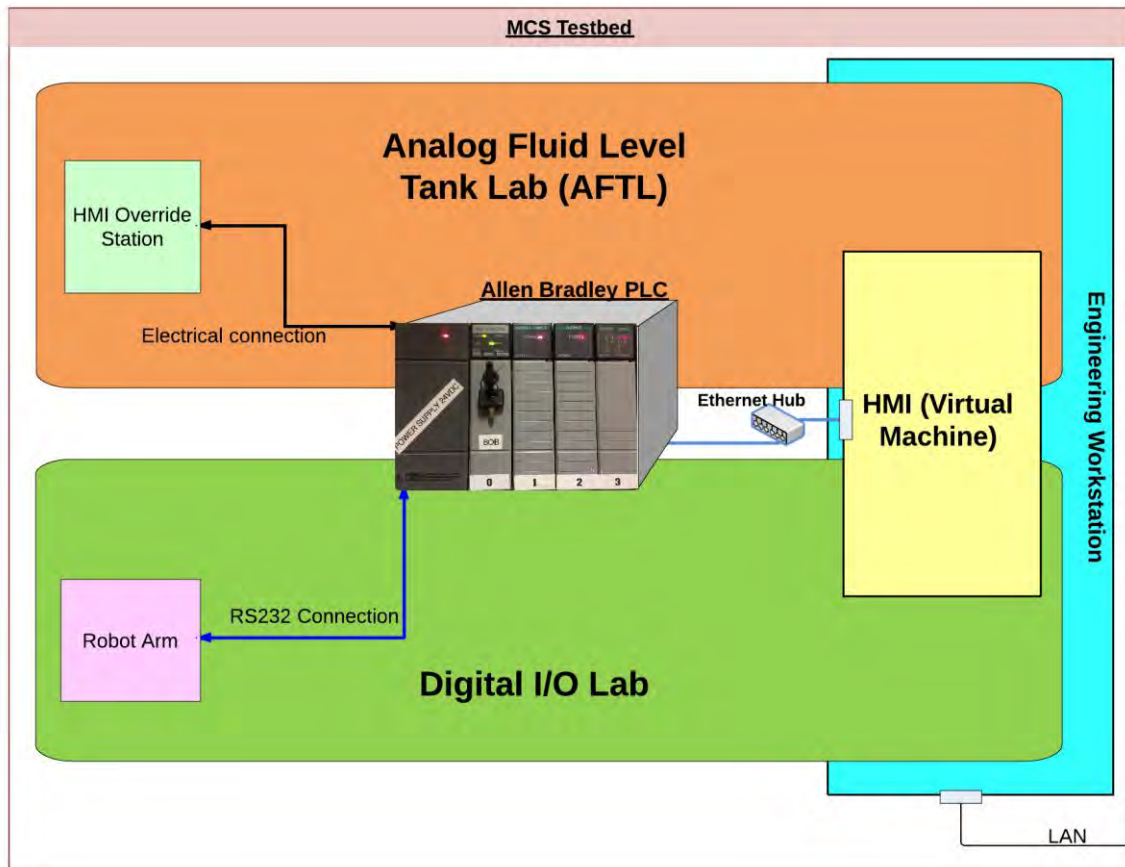 MCS Testbed
Analog Fluid Level
Tank Lab (AFTL)
HMI Override
Station
Allen Bradley PLC
Electrical connection
POWER SUPPLY 24VDC
BOB
0
1
2
3
Ethernet Hub
HMI (Virtual
Machine)
Engineering Workstation
RS232 Connection
Robot Arm
Digital I/O Lab
LAN